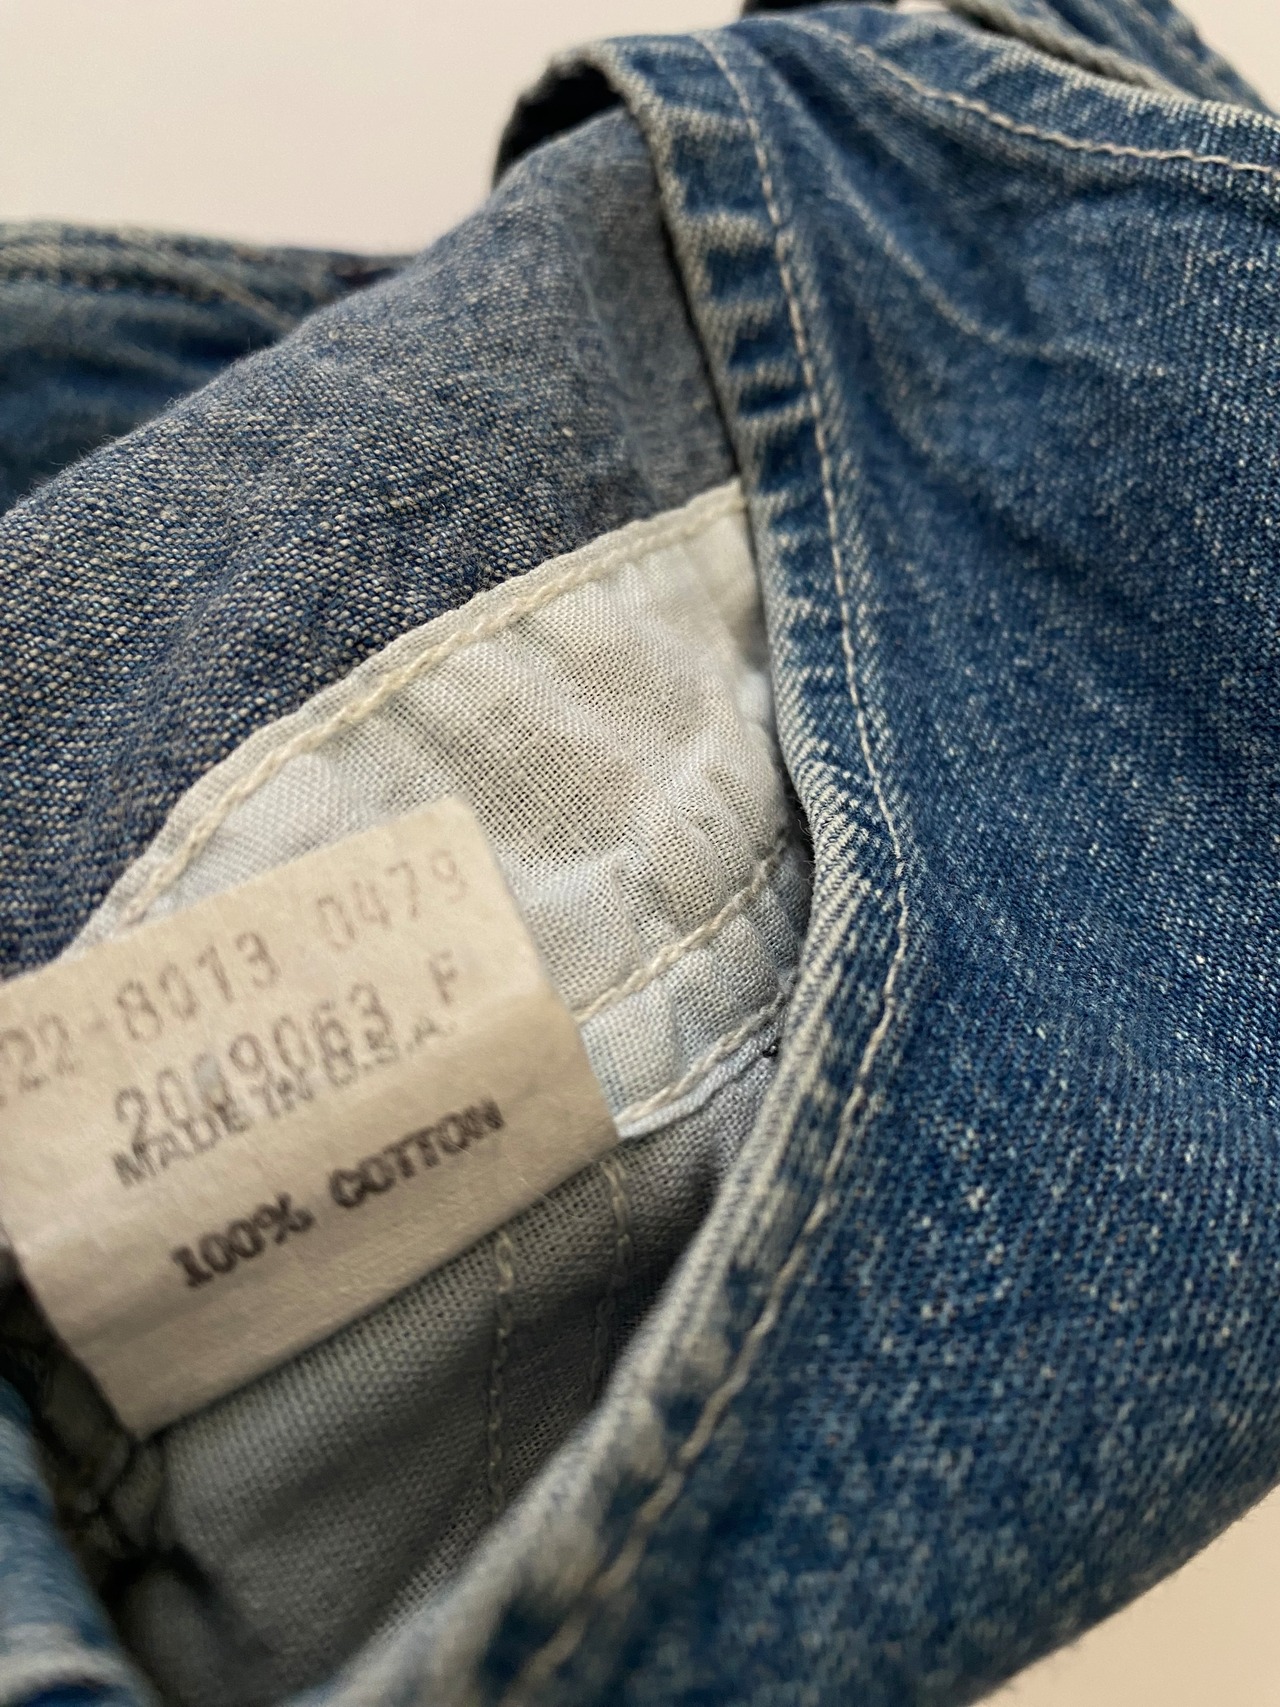 22-8013 0479
2009063 F
MADE IN U.S.A.
100% COTTON